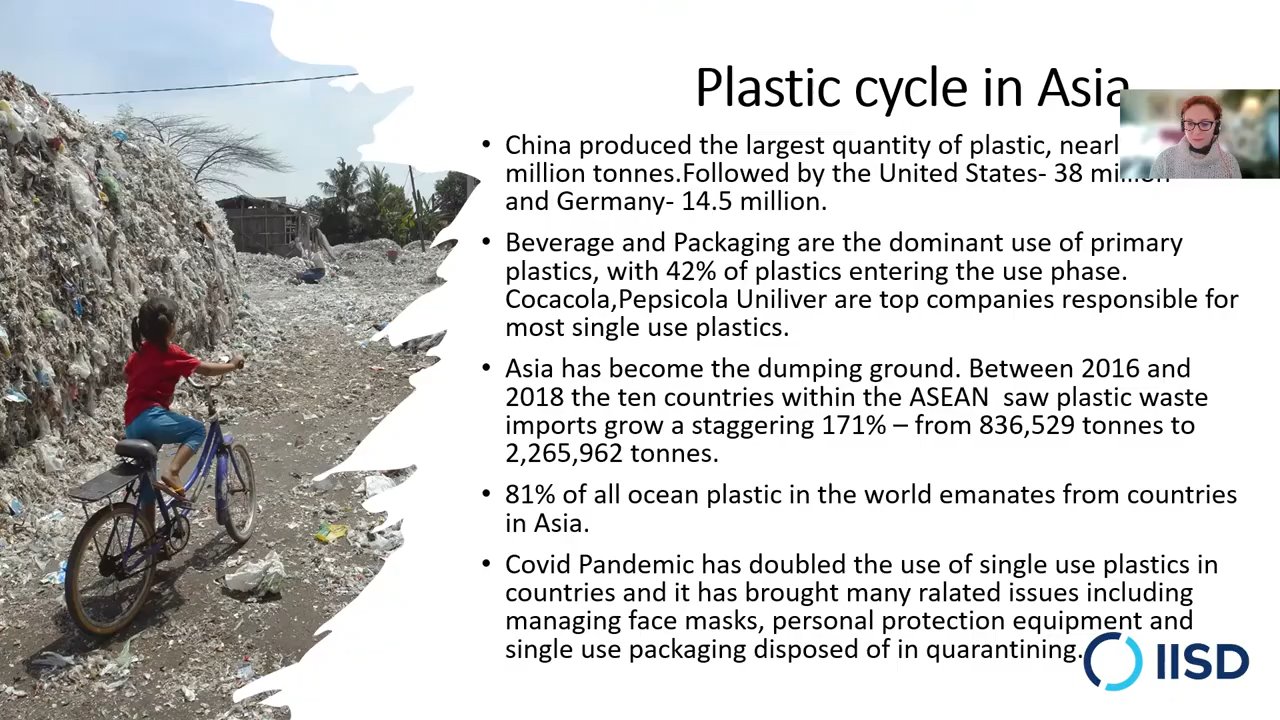 Plastic cycle in Asia
• China produced the largest quantity of plastic, nearl
million tonnes.Followed by the United States- 38 million
and Germany- 14.5 million.
• Beverage and Packaging are the dominant use of primary
plastics, with 42% of plastics entering the use phase.
Cocacola,Pepsicola Uniliver are top companies responsible for
most single use plastics.
• Asia has become the dumping ground. Between 2016 and
2018 the ten countries within the ASEAN saw plastic waste
imports grow a staggering 171% – from 836,529 tonnes to
2,265,962 tonnes.
• 81% of all ocean plastic in the world emanates from countries
in Asia.
• Covid Pandemic has doubled the use of single use plastics in
countries and it has brought many ralated issues including
managing face masks, personal protection equipment and
single use packaging disposed of in quarantining.
IISD